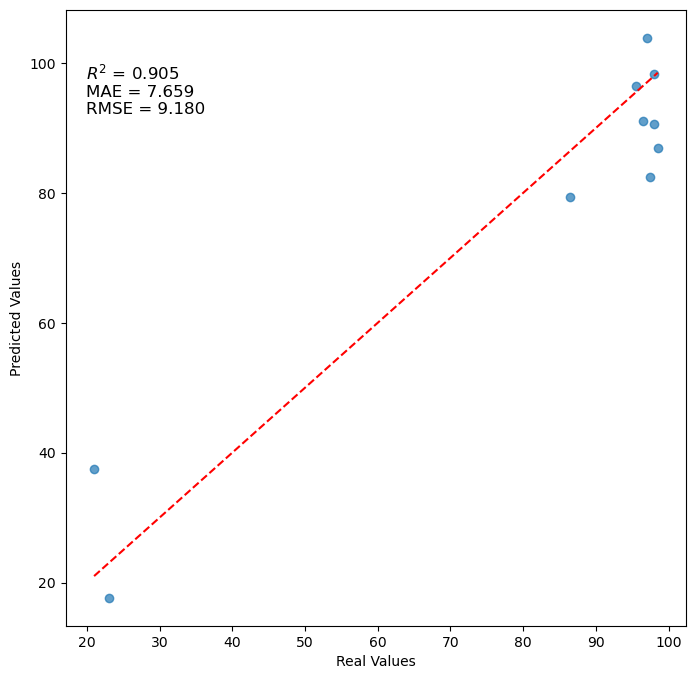 R² = 0.905
MAE = 7.659
RMSE = 9.180
100
80
60
40
20
Predicted Values
20 30 40 50 60 70 80 90 100
Real Values